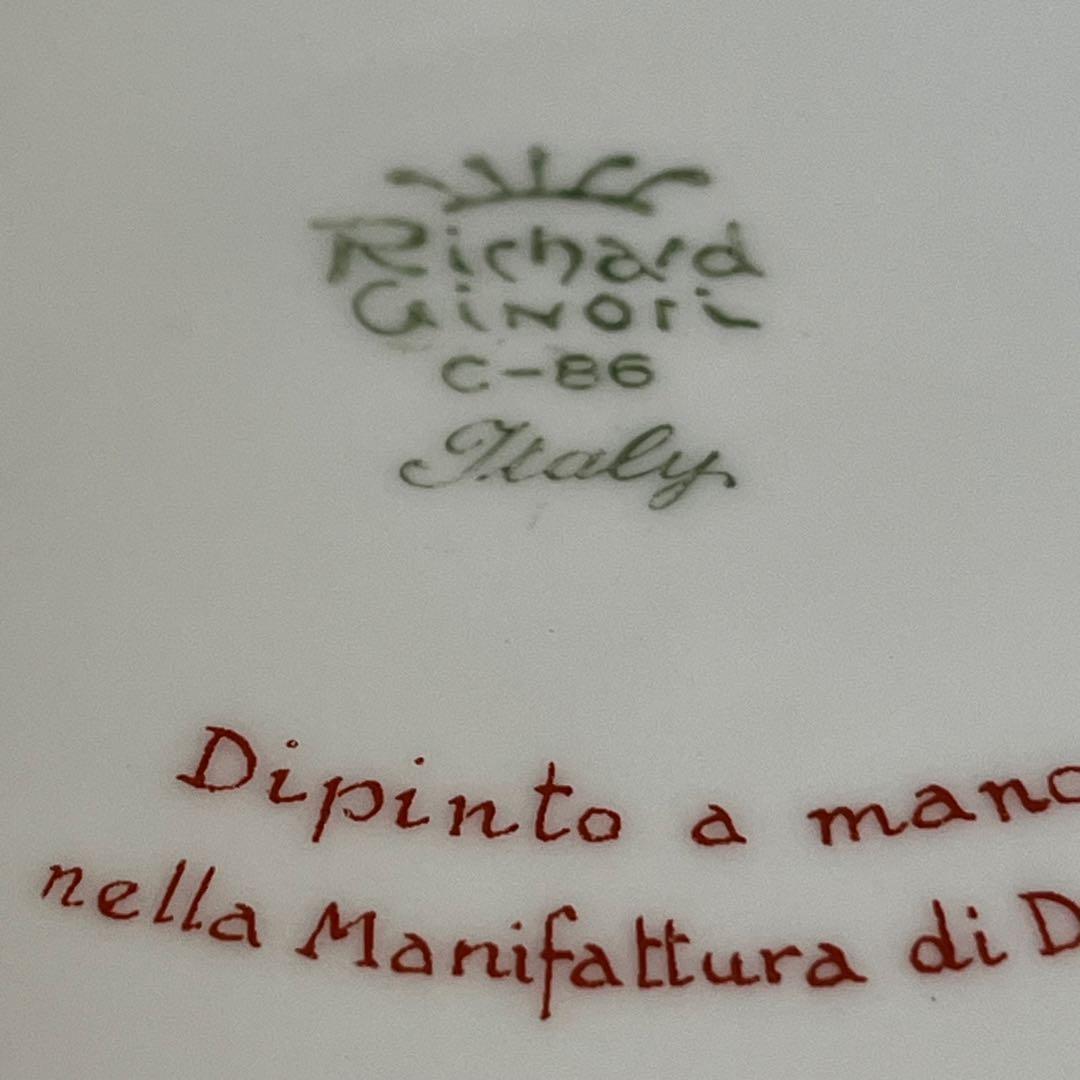 Richard
Ginori
C-86
Italy
Dipinto a mano
nella Manifattura di